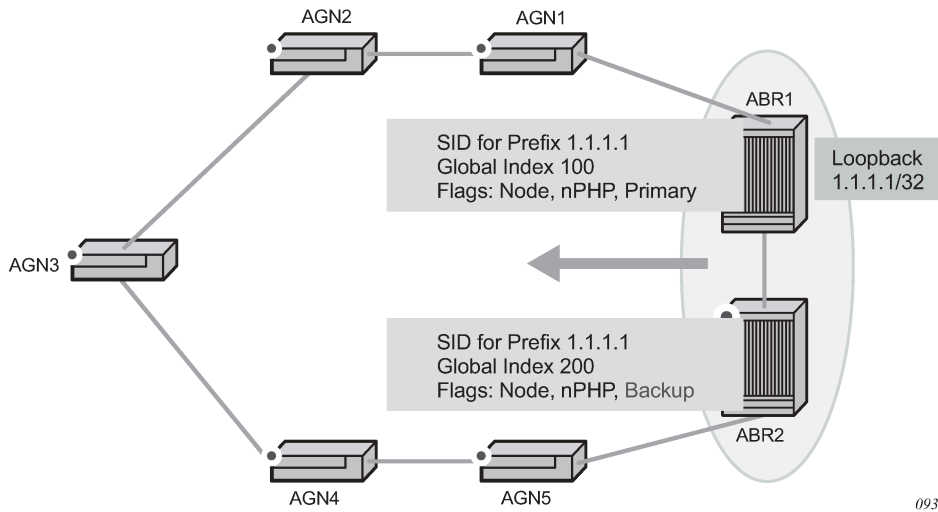 AGN2
AGN1
ABR1
SID for Prefix 1.1.1.1
Global Index 100
Flags: Node, nPHP, Primary
Loopback
1.1.1.1/32
AGN3
SID for Prefix 1.1.1.1
Global Index 200
Flags: Node, nPHP, Backup
ABR2
AGN4
AGN5
093